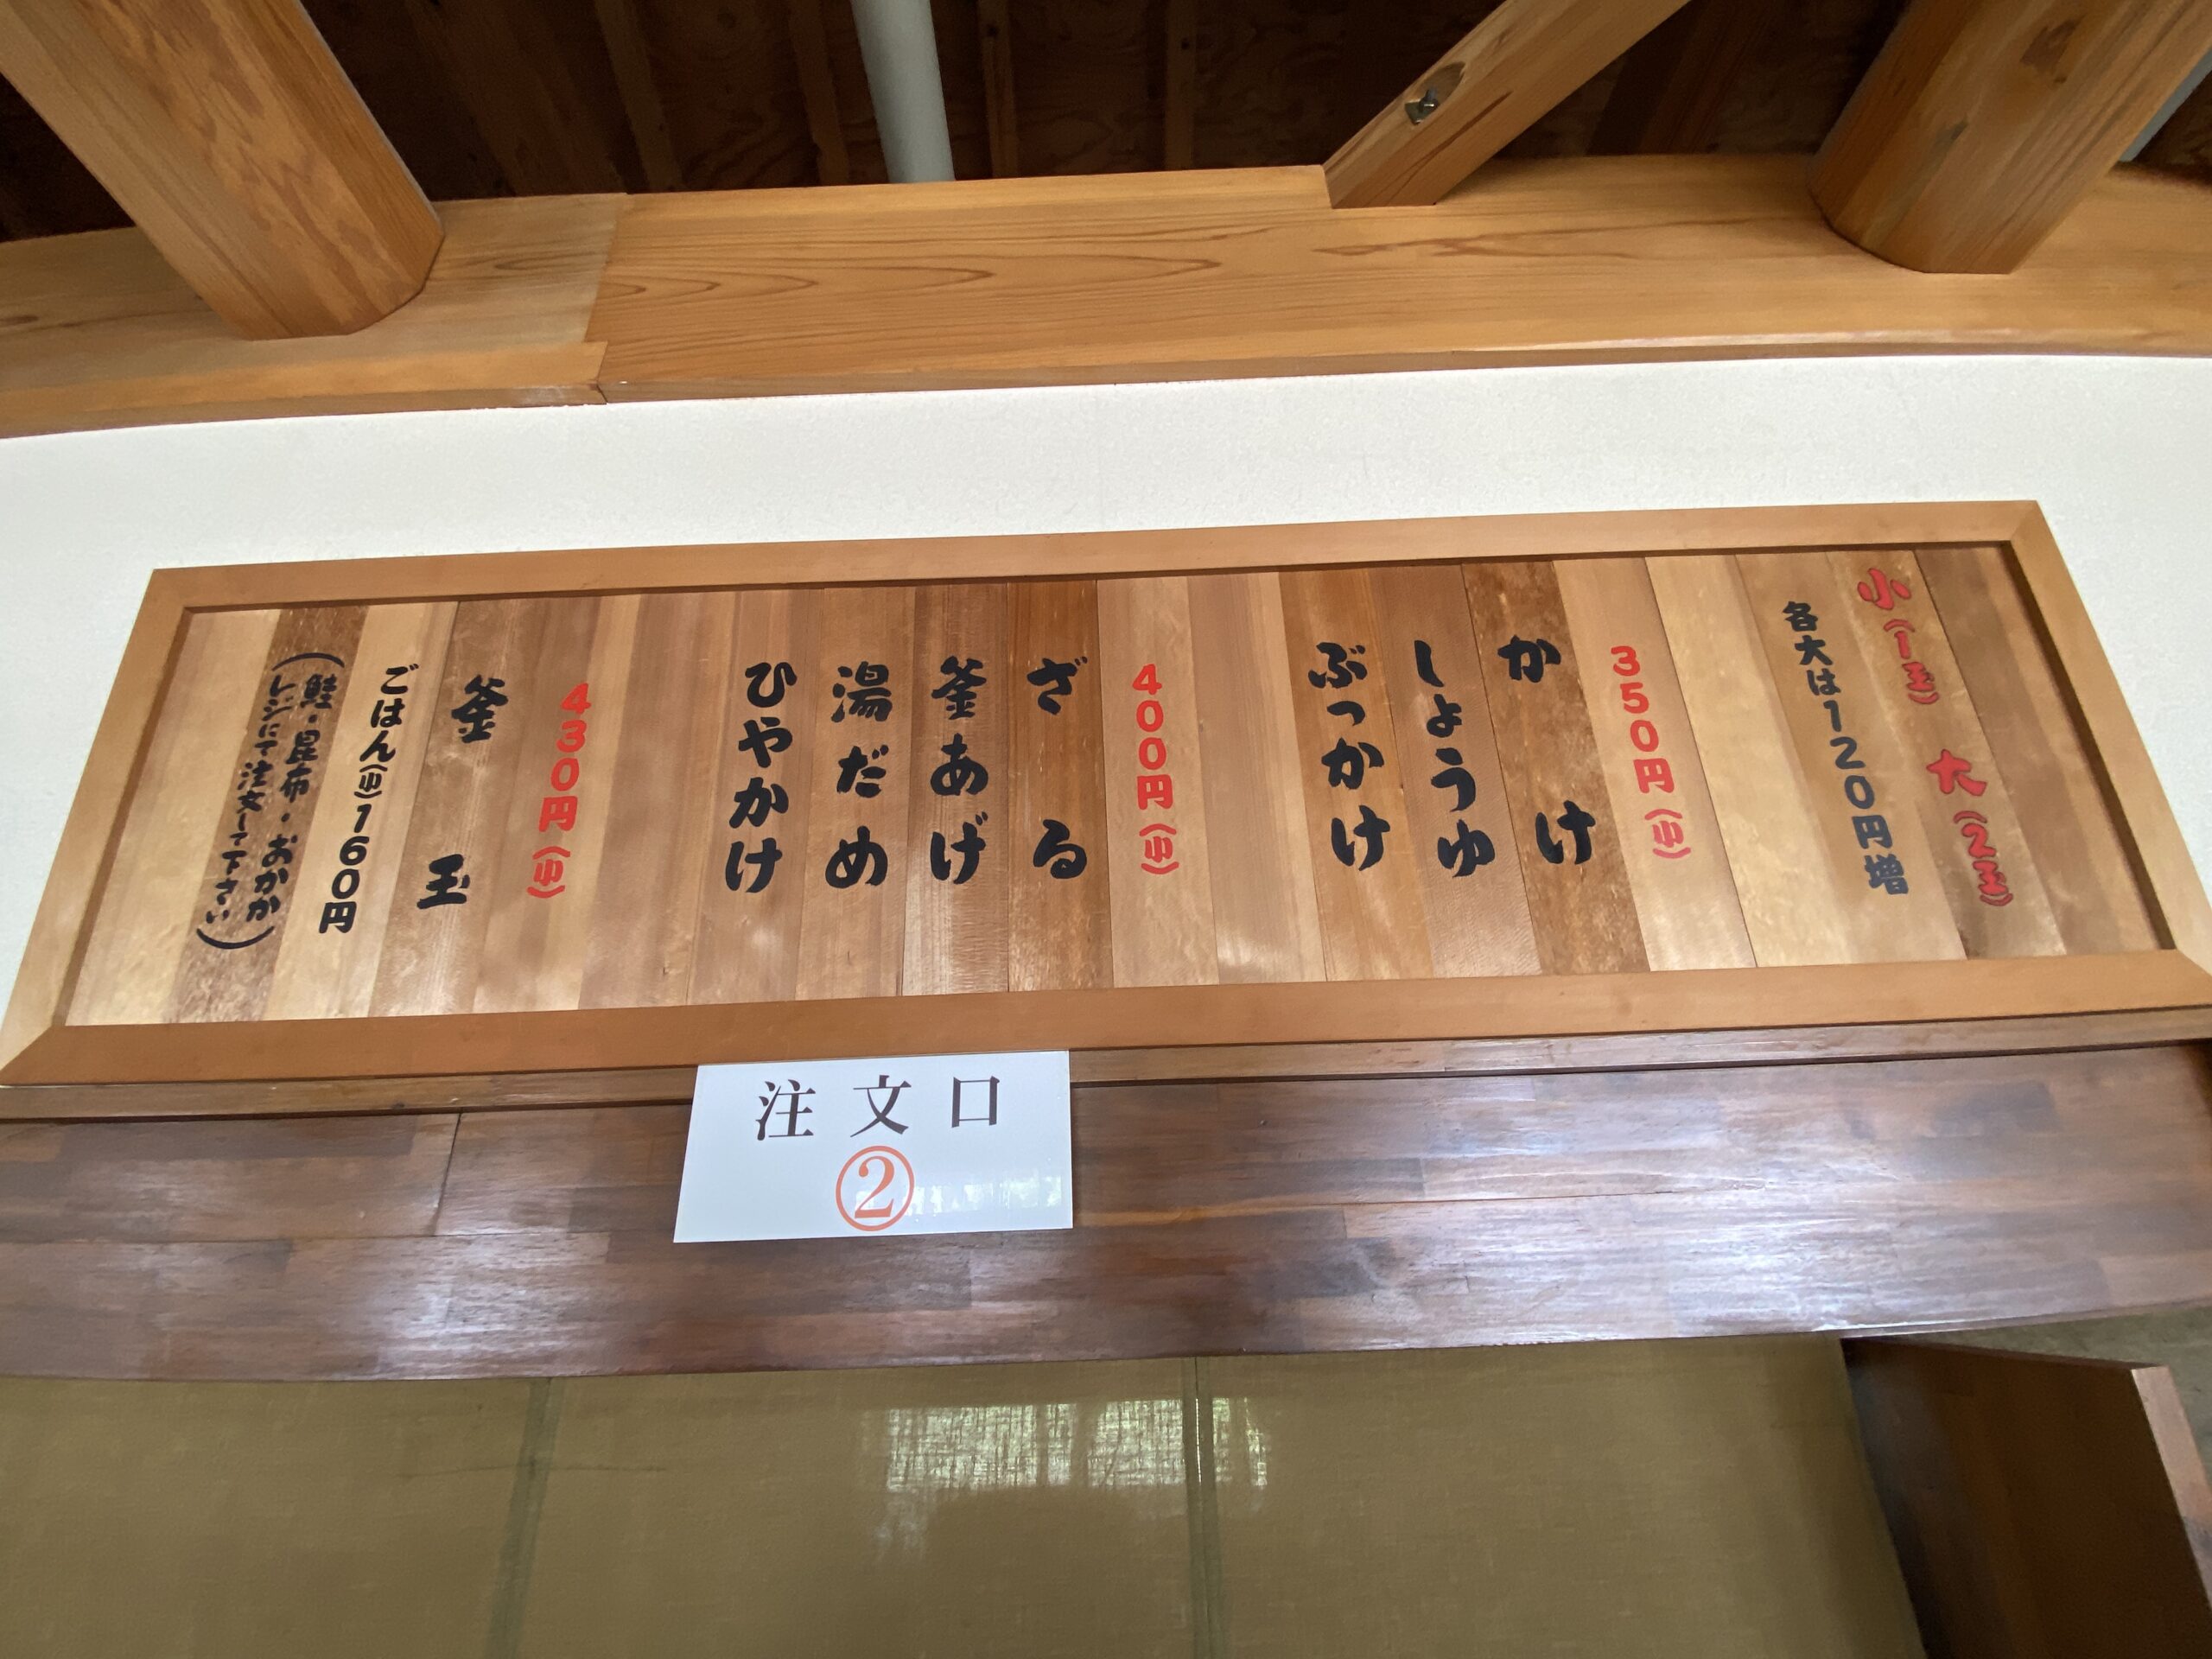 小(1玉) 大(2玉)
各大は120円増
350円(小)
かけ
しょうゆ
ぶっかけ
400円(小)
ざる
釜あげ
湯だめ
ひやかけ
430円(小)
釜玉
ごはん(小)160円
(鮭・昆布・おかか
レジにて注文して下さい)
注文口
②